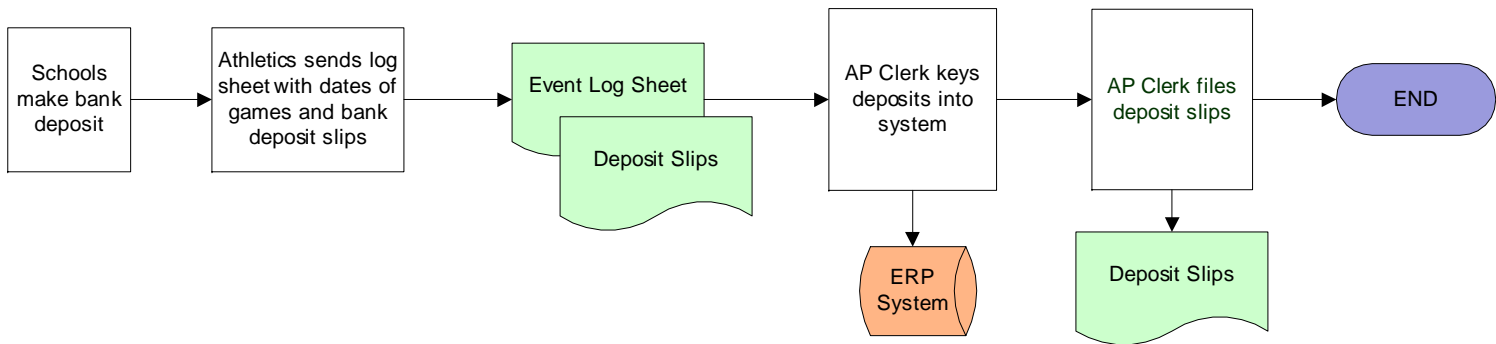 Schools
make bank
deposit
Athletics sends log
sheet with dates of
games and bank
deposit slips
Event Log Sheet
Deposit Slips
AP Clerk keys
deposits into
system
ERP
System
AP Clerk files
deposit slips
Deposit Slips
END